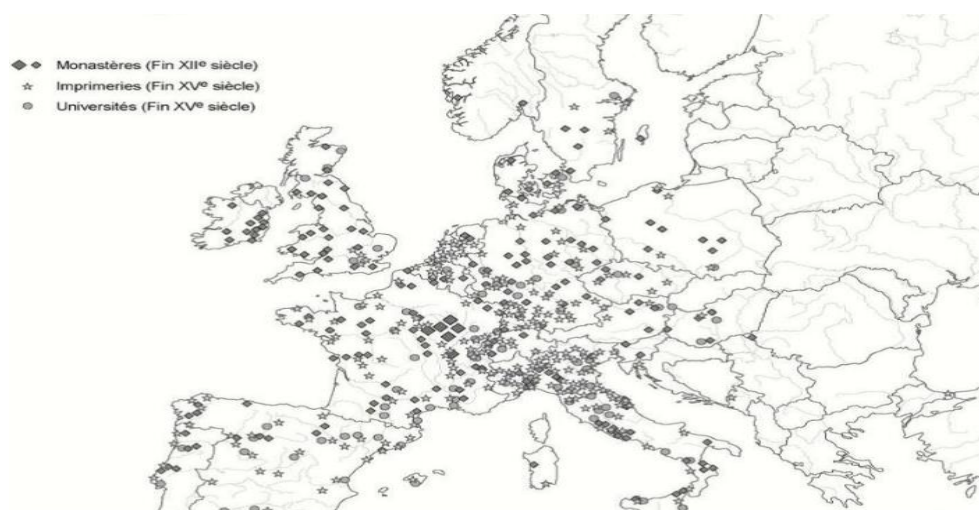 Monastères (Fin XIIe siècle)
Imprimeries (Fin XVe siècle)
Universités (Fin XVe siècle)